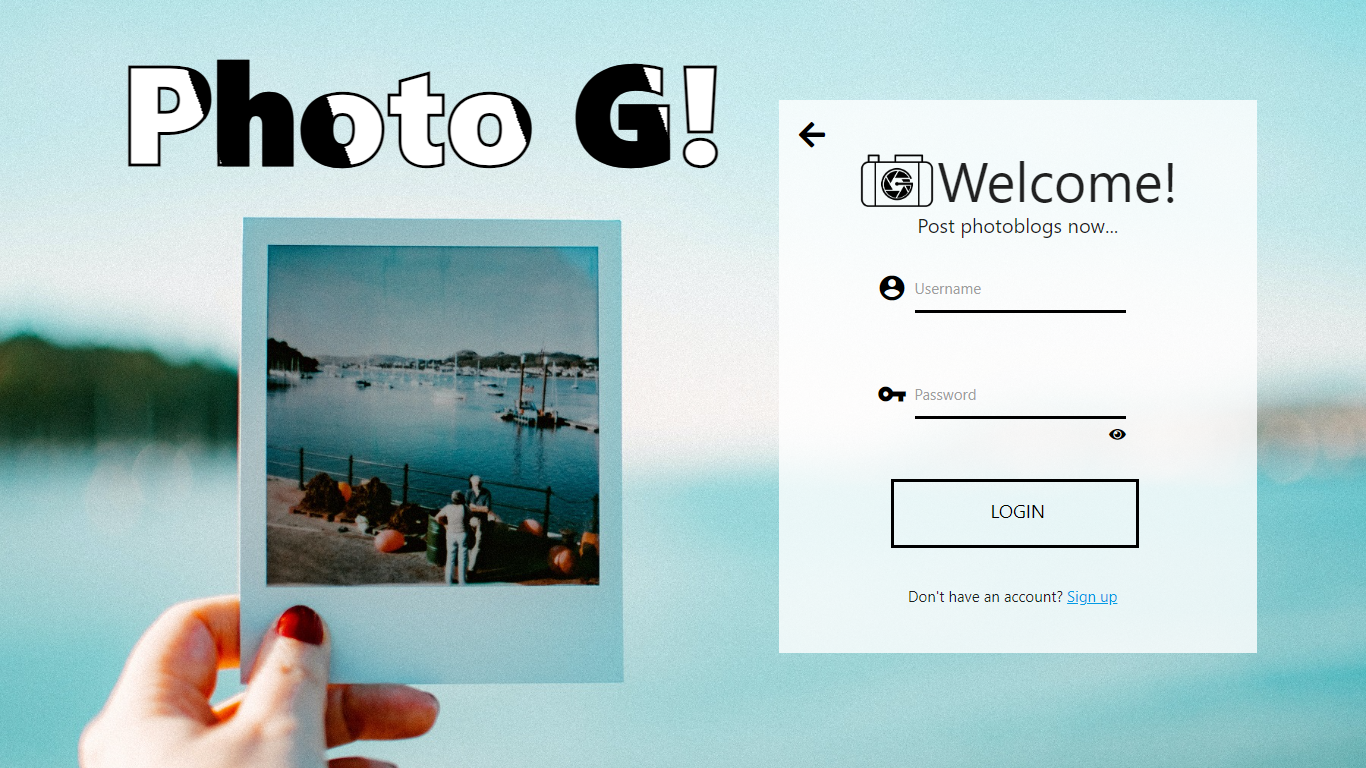 Photo G!
Welcome!
Post photoblogs now...
Username
Password
LOGIN
Don't have an account? Sign up